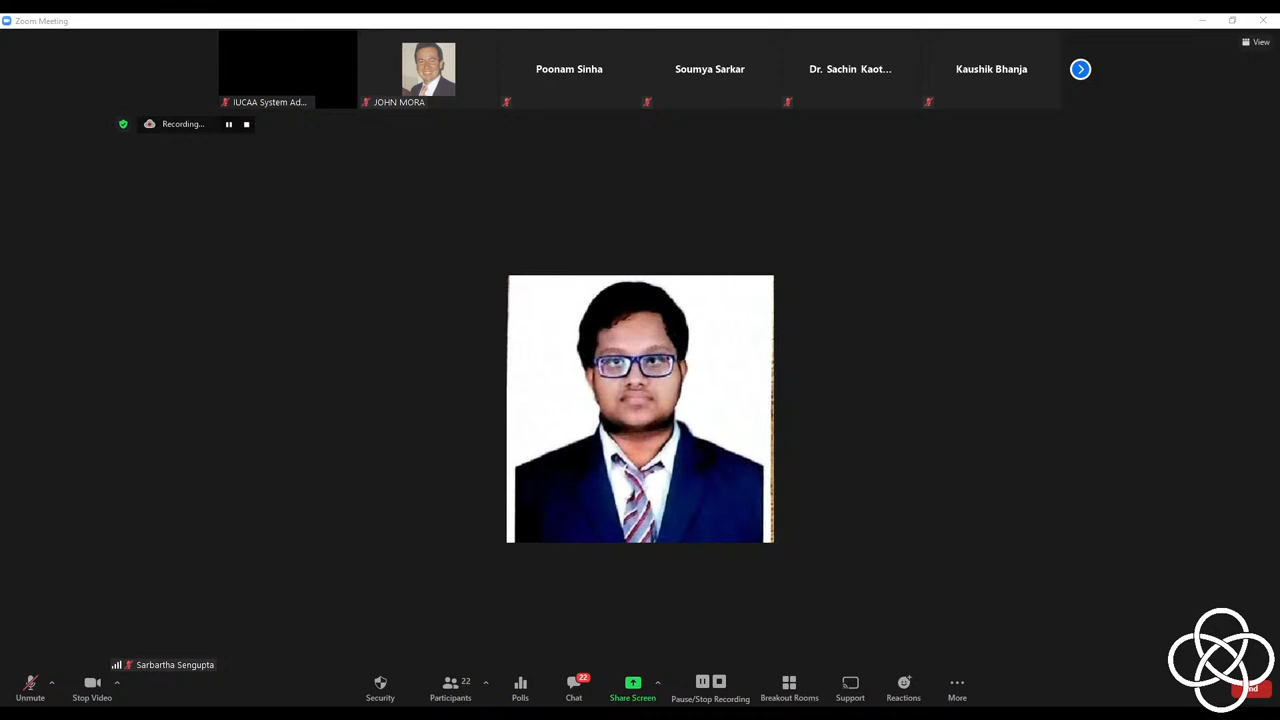 Zoom Meeting
View
IUCAA System Ad...
JOHN MORA
Poonam Sinha
Soumya Sarkar
Dr. Sachin Kaot...
Kaushik Bhanja
Recording...
Sarbartha Sengupta
Unmute
Stop Video
Security
22
Participants
Polls
22
Chat
Share Screen
Pause/Stop Recording
Breakout Rooms
Support
Reactions
More